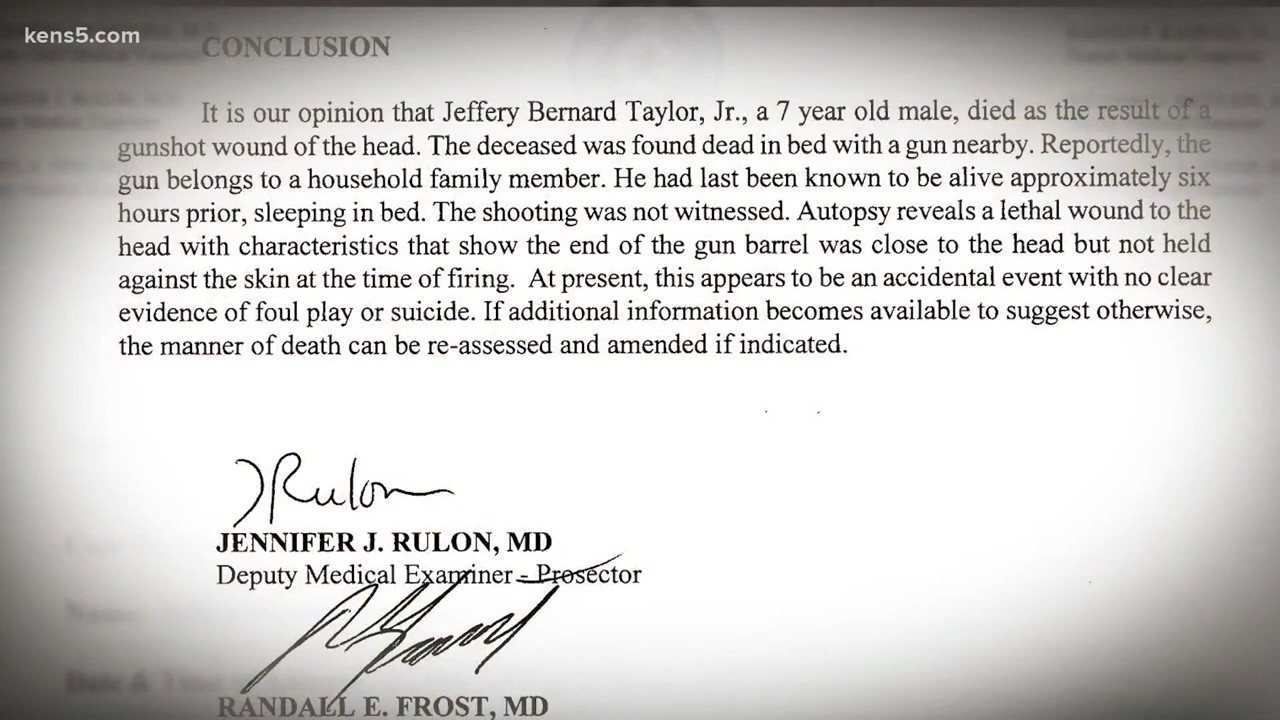 kens5.com
CONCLUSION
It is our opinion that Jeffery Bernard Taylor, Jr., a 7 year old male, died as the result of a
gunshot wound of the head. The deceased was found dead in bed with a gun nearby. Reportedly, the
gun belongs to a household family member. He had last been known to be alive approximately six
hours prior, sleeping in bed. The shooting was not witnessed. Autopsy reveals a lethal wound to the
head with characteristics that show the end of the gun barrel was close to the head but not held
against the skin at the time of firing. At present, this appears to be an accidental event with no clear
evidence of foul play or suicide. If additional information becomes available to suggest otherwise,
the manner of death can be re-assessed and amended if indicated.
JRulon
JENNIFER J. RULON, MD
Deputy Medical Examiner - Prosector
RANDALL E. FROST, MD